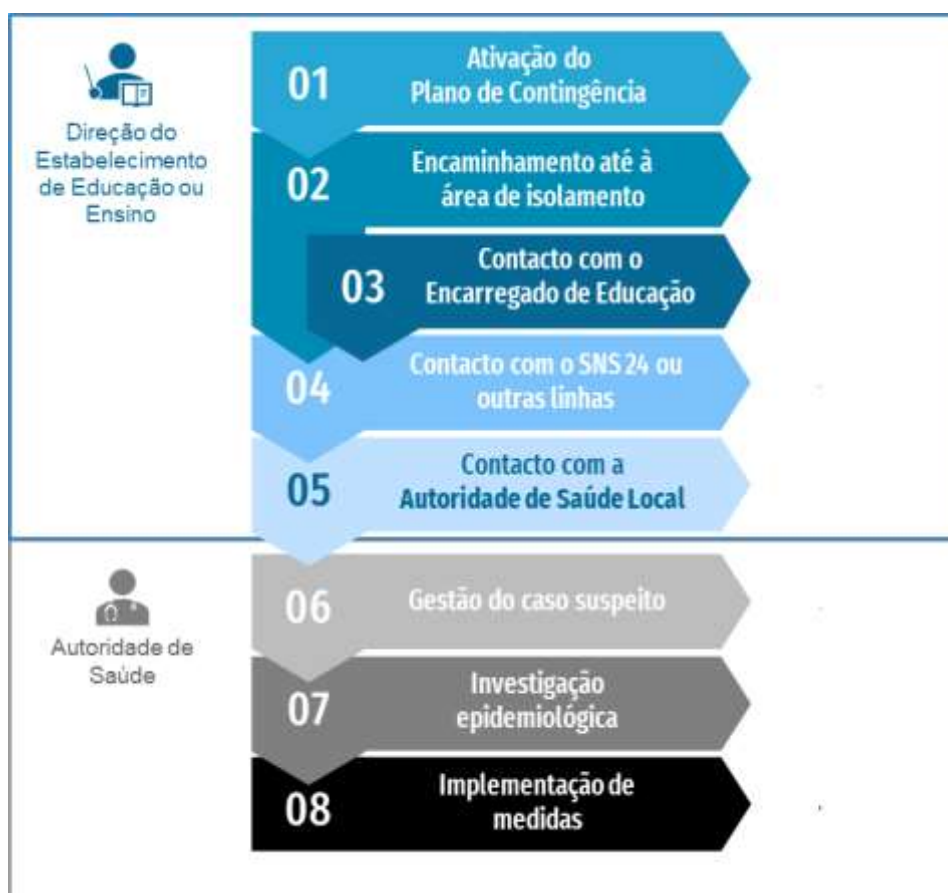 Direção do
Estabelecimento
de Educação ou
Ensino
01
Ativação do
Plano de Contingência
02
Encaminhamento até à
área de isolamento
03
Contacto com o
Encarregado de Educação
04
Contacto com o SNS 24 ou
outras linhas
05
Contacto com a
Autoridade de Saúde Local
Autoridade de
Saúde
06
Gestão do caso suspeito
07
Investigação
epidemiológica
08
Implementação de
medidas